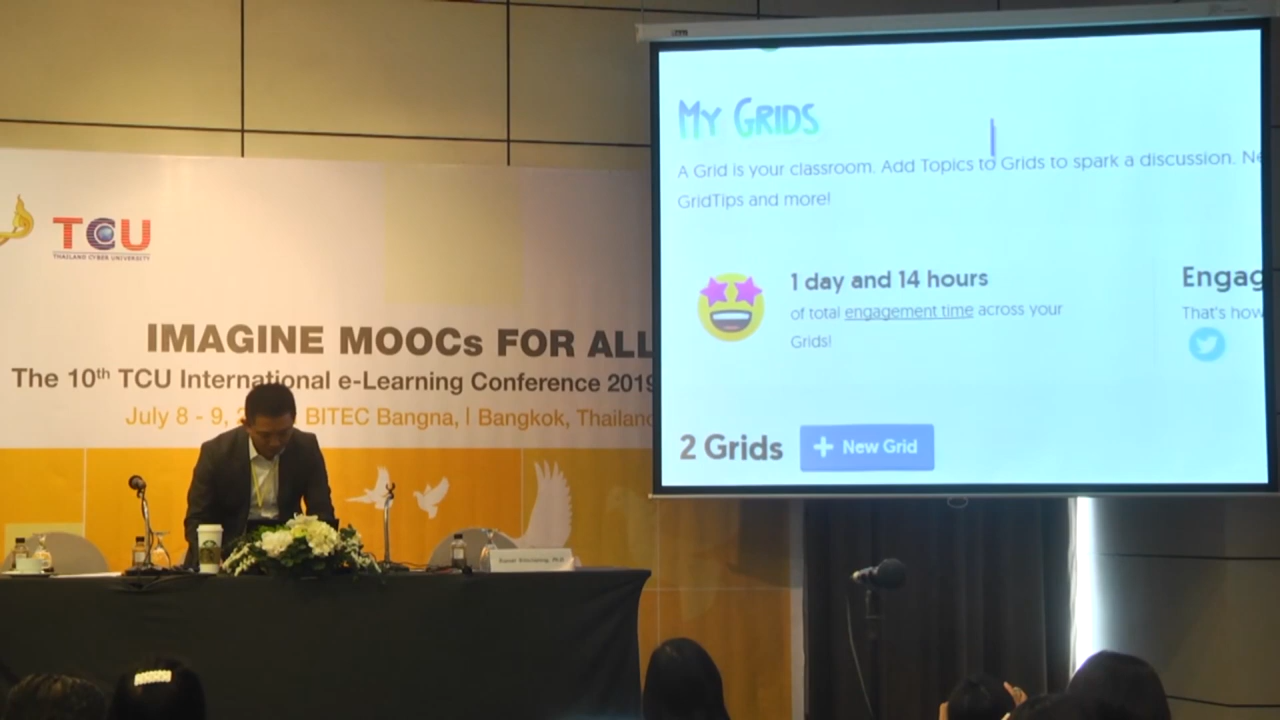 TCU
THAILAND CYBER UNIVERSITY
IMAGINE MOOCs FOR ALL
The 10th TCU International e-Learning Conference 2019
July 8 - 9, 2 BITEC Bangna, | Bangkok, Thailand
My Grids
A Grid is your classroom. Add Topics to Grids to spark a discussion. Ne
GridTips and more!
1 day and 14 hours
of total engagement time across your
Grids!
Engag
That's how
2 Grids
+ New Grid